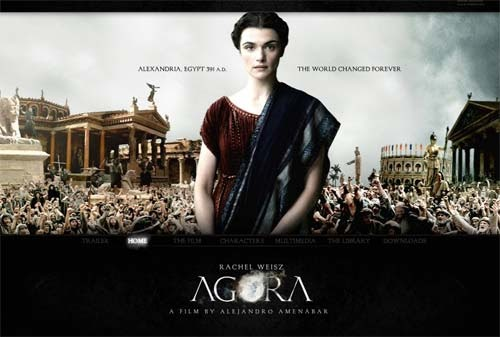 ALEXANDRIA, EGYPT 391 A.D. THE WORLD CHANGED FOREVER
TRAILER HOME THE FILM CHARACTERS MULTIMEDIA THE LIBRARY DOWNLOADS
RACHEL WEISZ
AGORA
A FILM BY ALEJANDRO AMENÁBAR